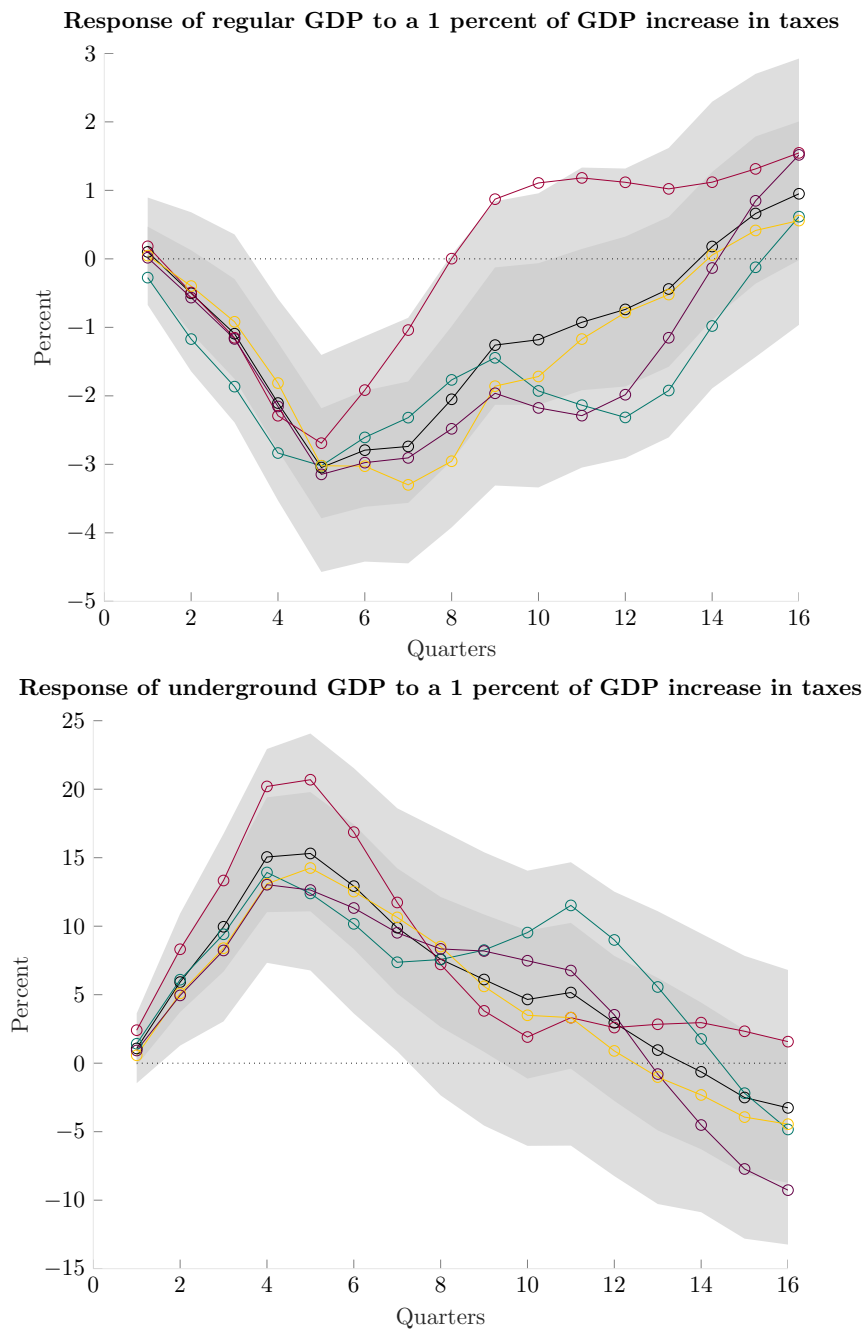 Response of regular GDP to a 1 percent of GDP increase in taxes
3
2
1
0
−1
−2
−3
−4
−5
Percent
0 2 4 6 8 10 12 14 16
Quarters
Response of underground GDP to a 1 percent of GDP increase in taxes
25
20
15
10
5
0
−5
−10
−15
Percent
0 2 4 6 8 10 12 14 16
Quarters